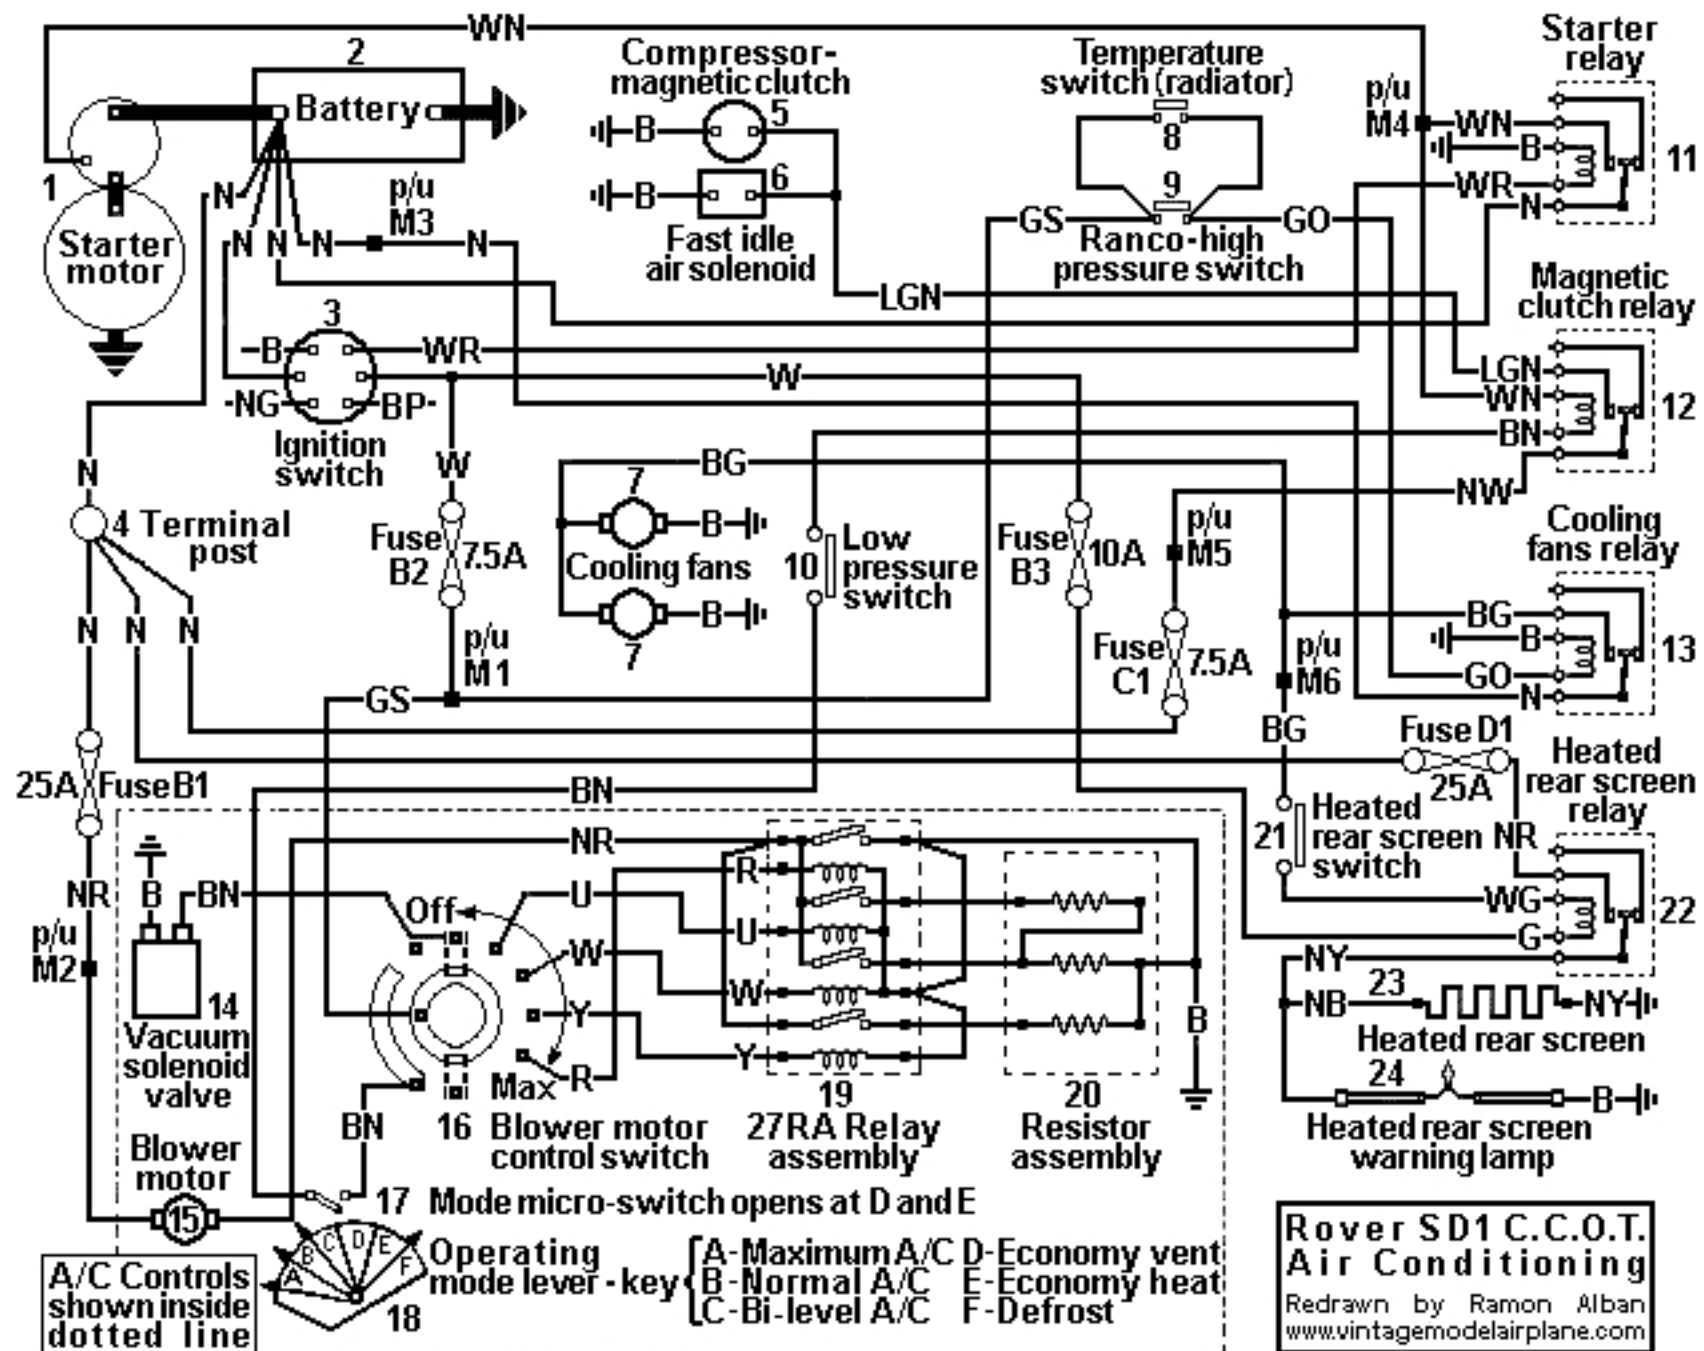 WN
2
Battery
Compressor-
magnetic clutch
B
5
B
6
Fast idle
air solenoid
Temperature
switch (radiator)
8
9
GS
GO
Ranco-high
pressure switch
p/u
M4
WN
B
WR
N
Starter
relay
11
1
Starter
motor
N
N
N
N
p/u
M3
N
LGN
3
B
WR
W
-NG
BP-
Ignition
switch
Magnetic
clutch relay
LGN
WN
BN
NW
12
N
4 Terminal
post
W
Fuse
B2
7.5A
BG
7
B
Cooling fans
B
7
10
Low
pressure
switch
Fuse
B3
10A
p/u
M5
Fuse
C1
7.5A
Cooling
fans relay
BG
B
GO
N
13
N
N
N
p/u
M1
GS
p/u
M6
BG
25A
Fuse B1
BN
Fuse D1
25A
Heated
rear screen
relay
21
Heated
rear screen
switch
NR
WG
G
22
NY
NB
23
NY
Heated rear screen
24
B
Heated rear screen
warning lamp
NR
p/u
M2
B
BN
14
Vacuum
solenoid
valve
Off
U
W
Y
R
Max
BN
16
Blower motor
control switch
NR
R
U
W
Y
19
27RA Relay
assembly
20
Resistor
assembly
B
Blower
motor
15
17
Mode micro-switch opens at D and E
A
B
C
D
E
F
18
Operating
mode lever - key
A-Maximum A/C D-Economy vent
B-Normal A/C E-Economy heat
C-Bi-level A/C F-Defrost
A/C Controls
shown inside
dotted line
Rover SD1 C.C.O.T.
Air Conditioning
Redrawn by Ramon Alban
www.vintagemodelairplane.com